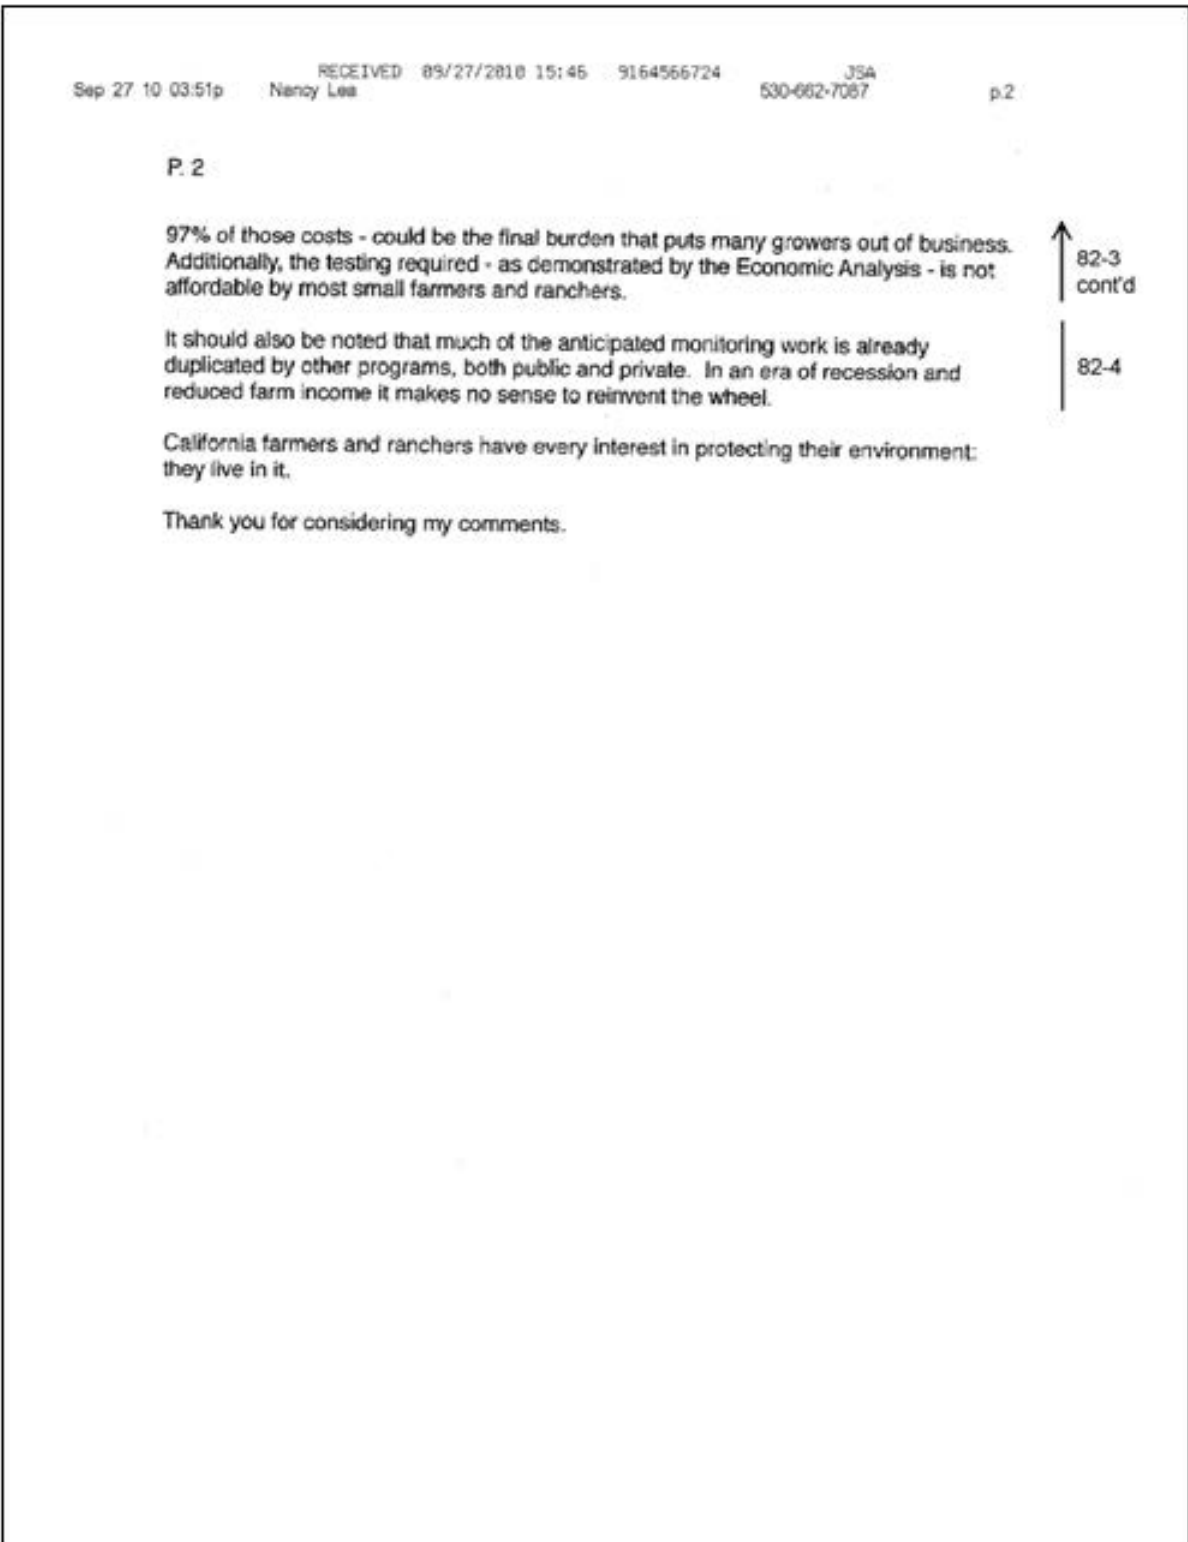 RECEIVED 09/27/2010 15:46 9164566724 JSA
Sep 27 10 03:51p Nancy Lea 530-662-7087 p.2
P. 2
97% of those costs - could be the final burden that puts many growers out of business.
Additionally, the testing required - as demonstrated by the Economic Analysis - is not
affordable by most small farmers and ranchers.
82-3
cont'd
It should also be noted that much of the anticipated monitoring work is already
duplicated by other programs, both public and private. In an era of recession and
reduced farm income it makes no sense to reinvent the wheel.
82-4
California farmers and ranchers have every interest in protecting their environment:
they live in it.
Thank you for considering my comments.